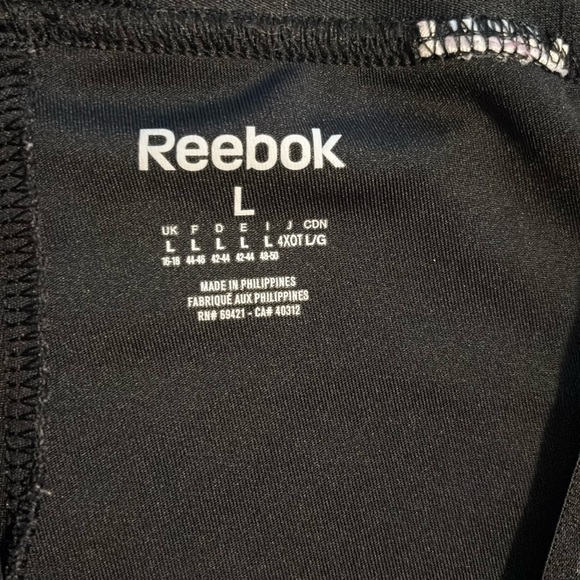 Reebok
L
UK F D E I J CDN
L L L L L 4XOT L/G
16-18 44-46 42-44 42-44 48-50
MADE IN PHILIPPINES
FABRIQUÉ AUX PHILIPPINES
RN# 69421 - CA# 40312